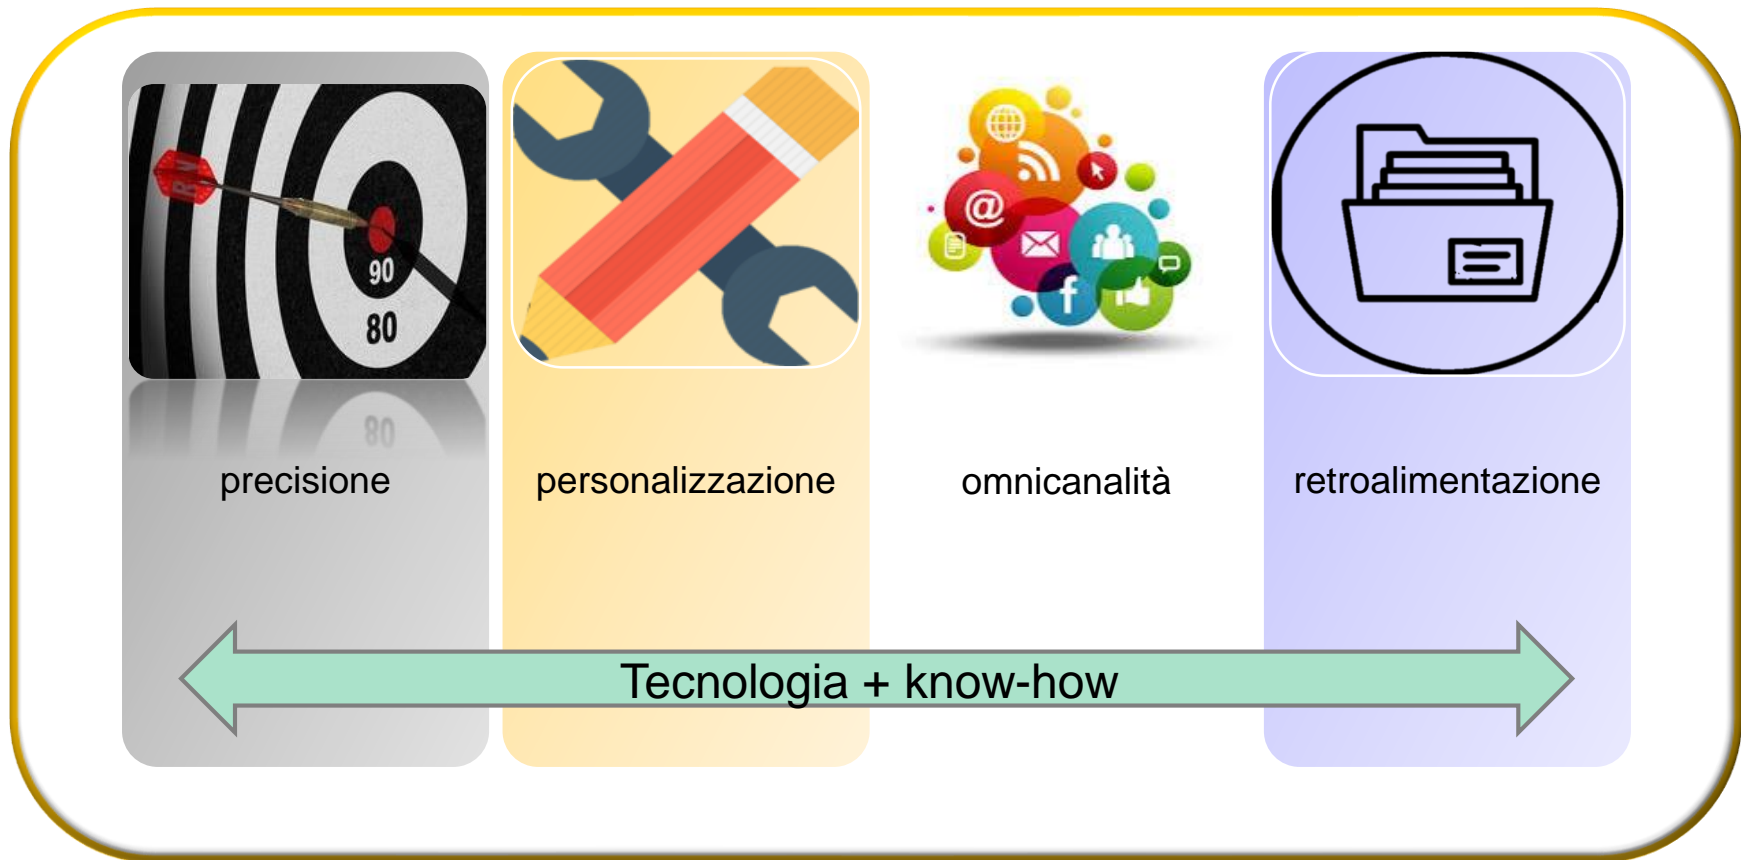 90
80
precisione
personalizzazione
@
f
omnicanalità
retroalimentazione
Tecnologia + know-how